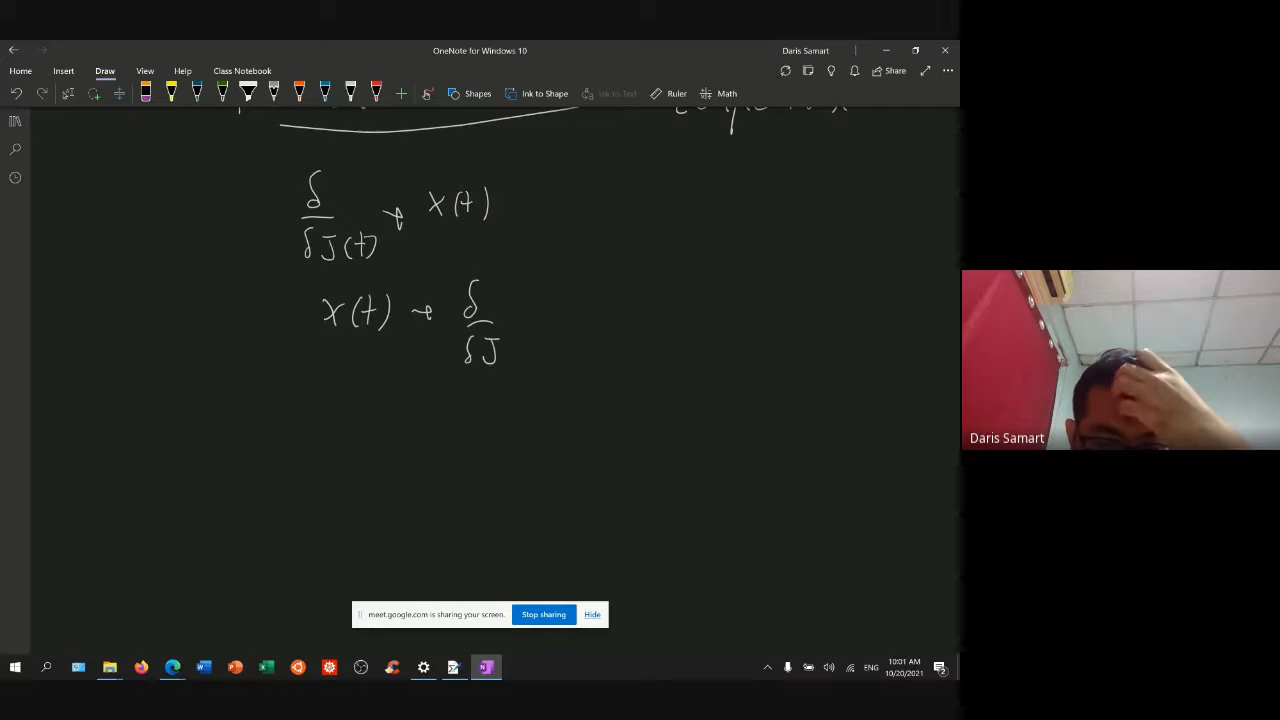 OneNote for Windows 10
Daris Samart
Home Insert Draw View Help Class Notebook
Share
Shapes Ink to Shape Ink to Text Ruler Math
δ
δJ(t) → x(t)
x(t) → δ
δJ
Daris Samart
meet.google.com is sharing your screen. Stop sharing Hide
ENG
10:01 AM
10/20/2021
2